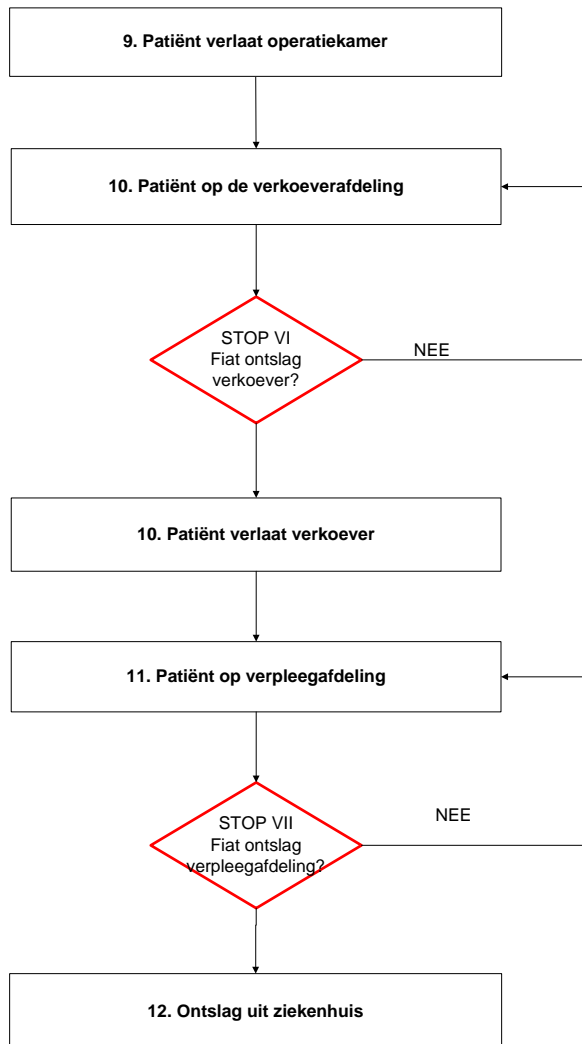 9. Patiënt verlaat operatiekamer
10. Patiënt op de verkoeverafdeling
STOP VI
Fiat ontslag
verkoever?
NEE
10. Patiënt verlaat verkoever
11. Patiënt op verpleegafdeling
STOP VII
Fiat ontslag
verpleegafdeling?
NEE
12. Ontslag uit ziekenhuis